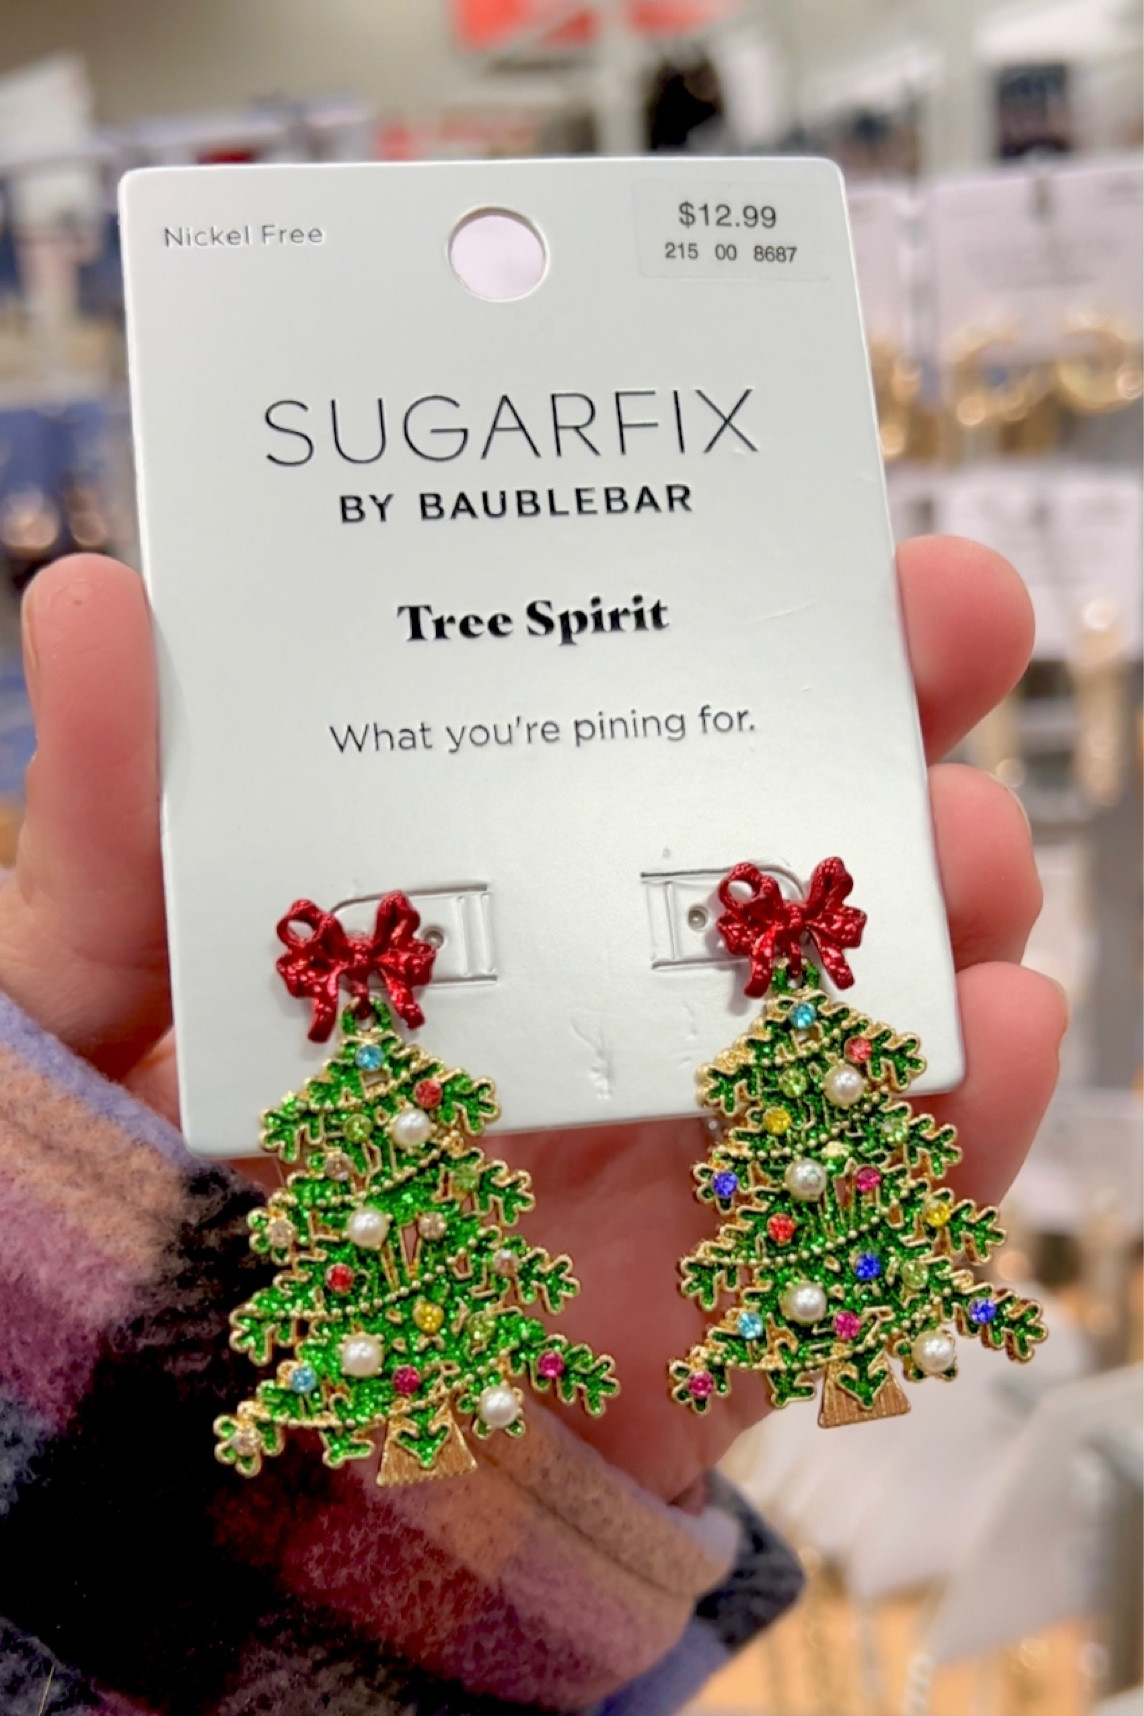 Nickel Free
$12.99
215 00 8687
SUGARFIX
BY BAUBLEBAR
Tree Spirit
What you're pining for.